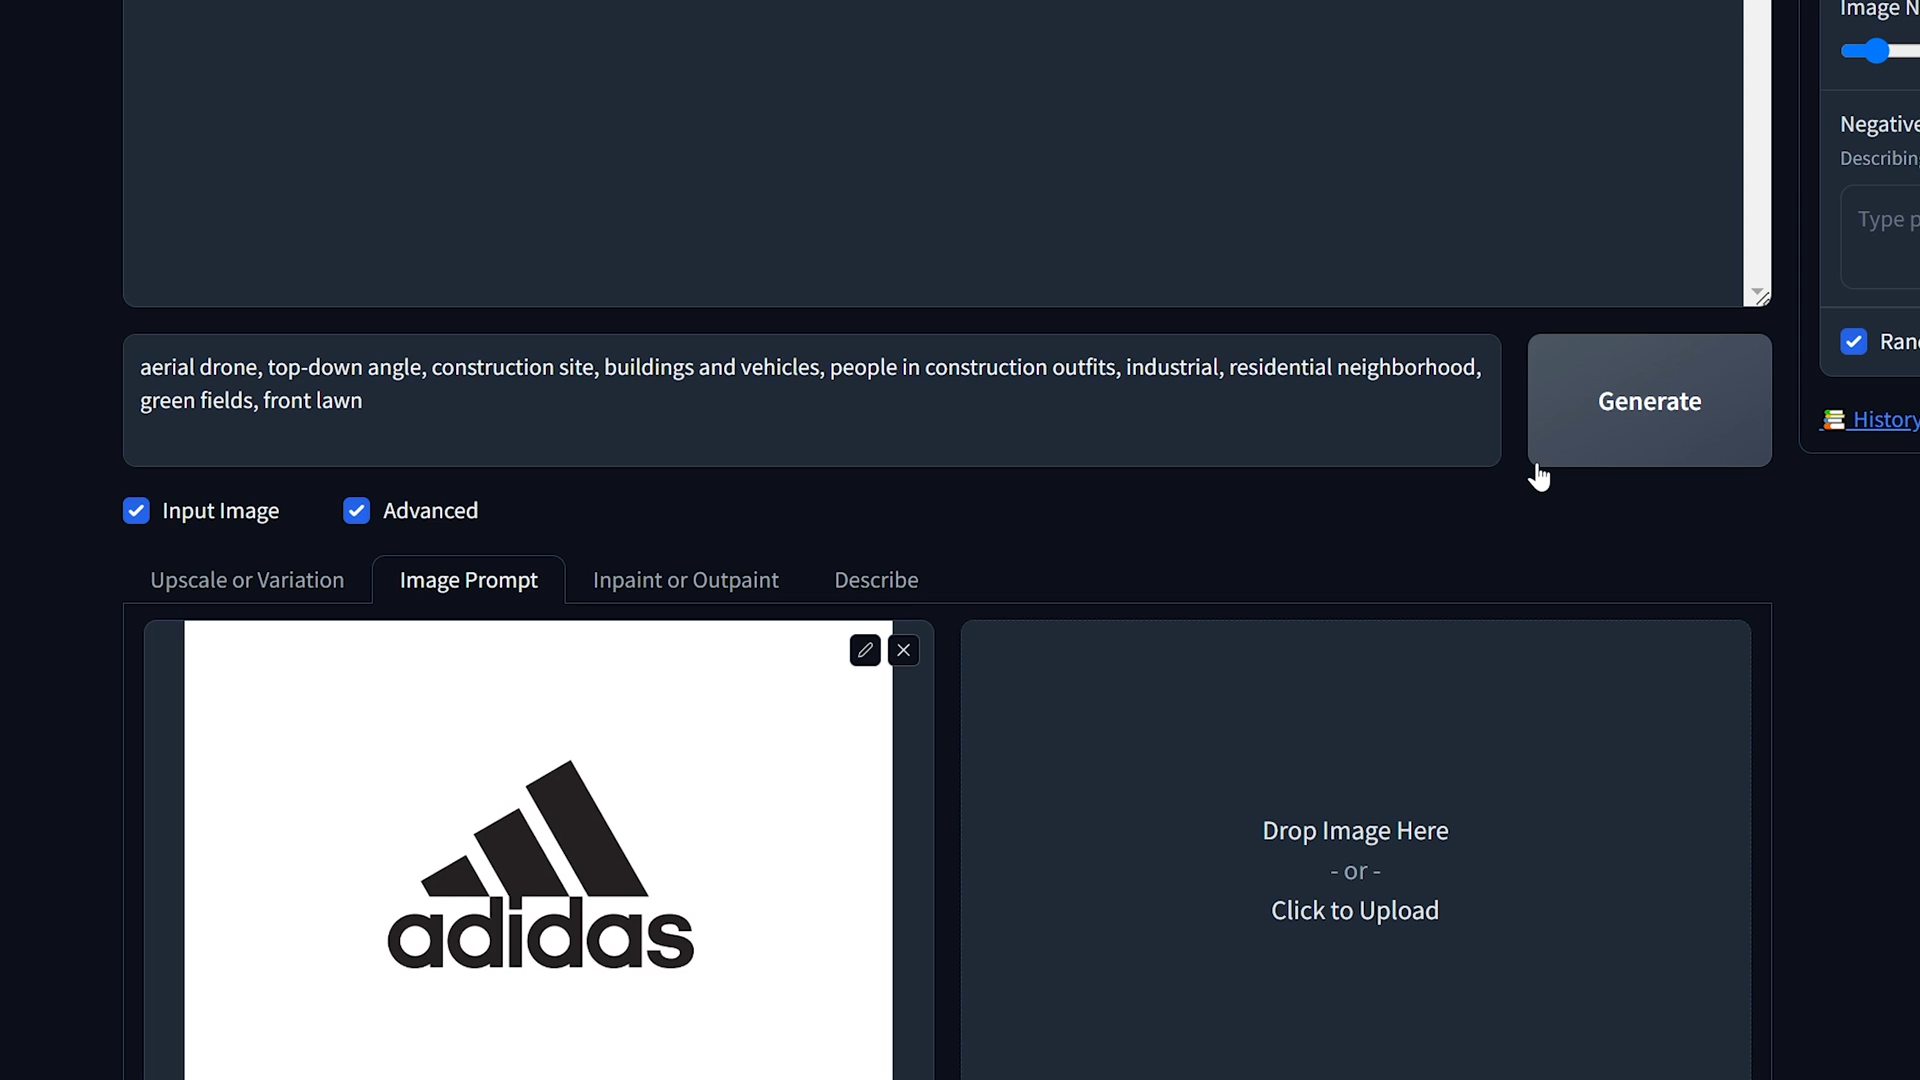 Image N
Negative
Describing
Type p
aerial drone, top-down angle, construction site, buildings and vehicles, people in construction outfits, industrial, residential neighborhood,
green fields, front lawn
Generate
Ran
History
Input Image
Advanced
Upscale or Variation
Image Prompt
Inpaint or Outpaint
Describe
adidas
Drop Image Here
- or -
Click to Upload